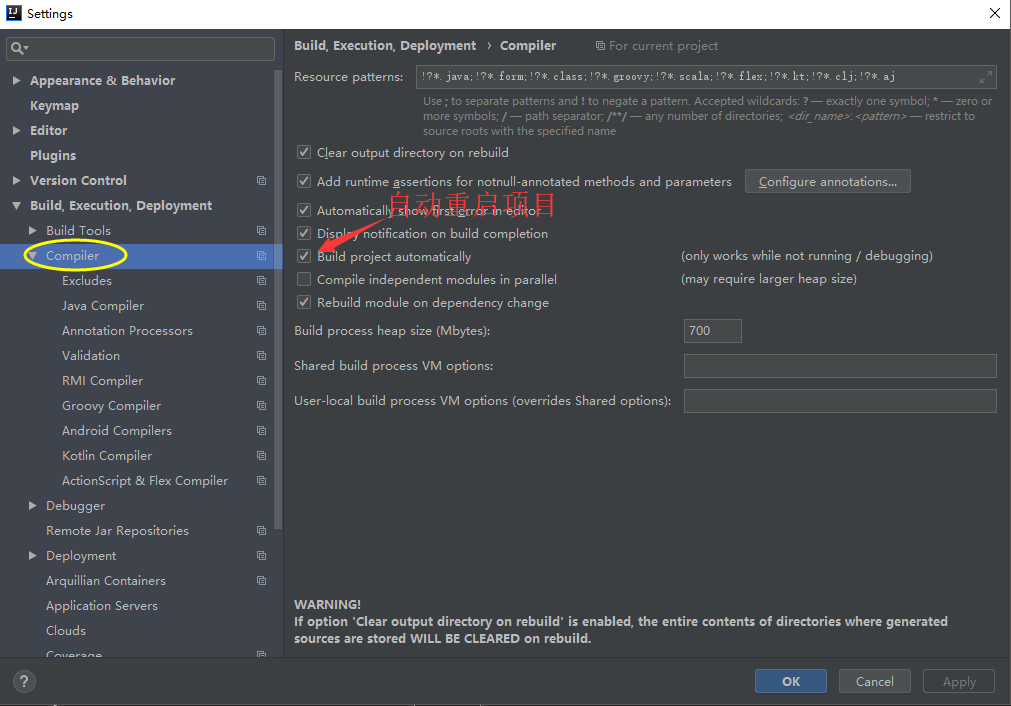 Settings
Appearance & Behavior
Keymap
Editor
Plugins
Version Control
Build, Execution, Deployment
Build Tools
Compiler
Excludes
Java Compiler
Annotation Processors
Validation
RMI Compiler
Groovy Compiler
Android Compilers
Kotlin Compiler
ActionScript & Flex Compiler
Debugger
Remote Jar Repositories
Deployment
Arquillian Containers
Application Servers
Clouds
Coverage
Build, Execution, Deployment › Compiler For current project
Resource patterns: !?*.java;!?*.form;!?*.class;!?*.groovy;!?*.scala;!?*.flex;!?*.kt;!?*.clj;!?*.aj
Use ; to separate patterns and ! to negate a pattern. Accepted wildcards: ? — exactly one symbol; * — zero or
more symbols; / — path separator; /**/ — any number of directories; <dir_name>:<pattern> — restrict to
source roots with the specified name
Clear output directory on rebuild
Add runtime assertions for notnull-annotated methods and parameters Configure annotations...
自动重启项目
Automatically show first error in editor
Display notification on build completion
Build project automatically (only works while not running / debugging)
Compile independent modules in parallel (may require larger heap size)
Rebuild module on dependency change
Build process heap size (Mbytes): 700
Shared build process VM options:
User-local build process VM options (overrides Shared options):
WARNING!
If option 'Clear output directory on rebuild' is enabled, the entire contents of directories where generated
sources are stored WILL BE CLEARED on rebuild.
? OK Cancel Apply